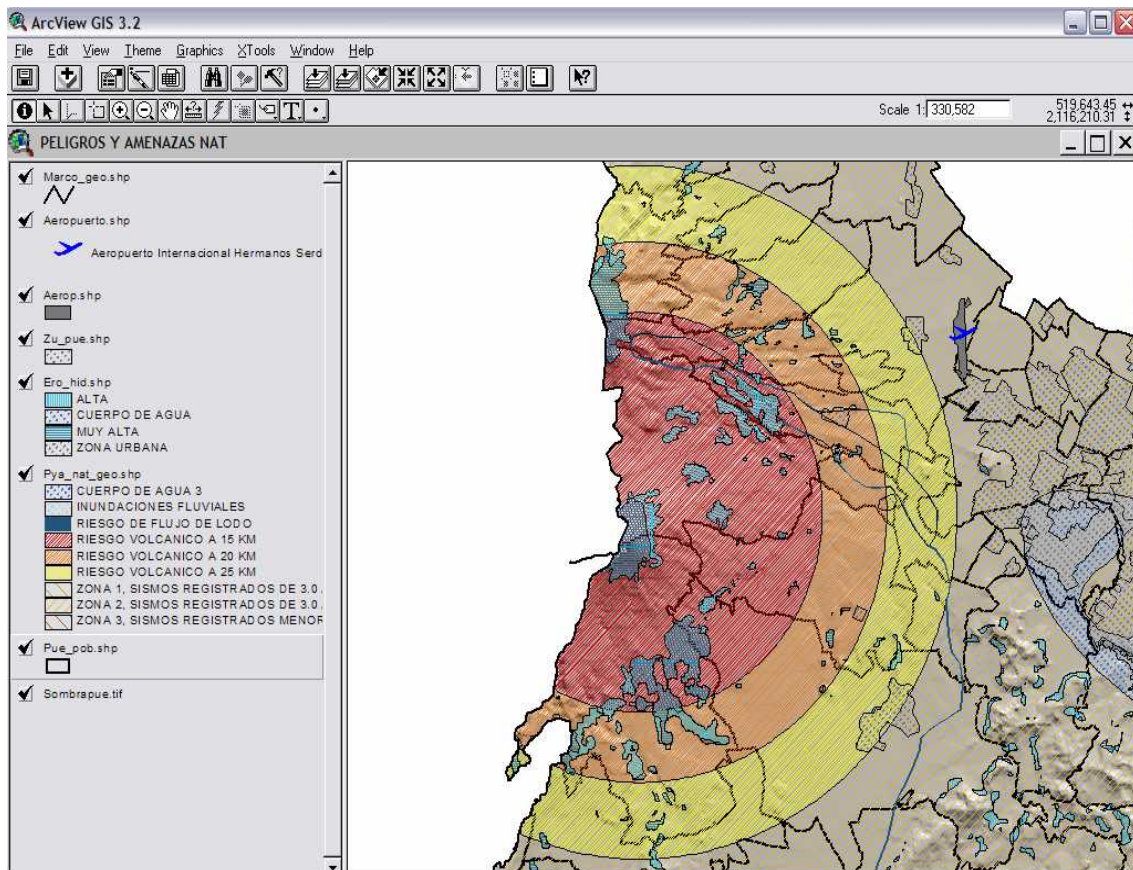 ArcView GIS 3.2
File Edit View Theme Graphics XTools Window Help
Scale 1: 330,582
519,643.45
2,116,210.31
PELIGROS Y AMENAZAS NAT
Marco_geo.shp
Aeropuerto.shp
Aeropuerto Internacional Hermanos Serd
Aerop.shp
Zu_pue.shp
Ero_hid.shp
ALTA
CUERPO DE AGUA
MUY ALTA
ZONA URBANA
Pya_nat_geo.shp
CUERPO DE AGUA 3
INUNDACIONES FLUVIALES
RIESGO DE FLUJO DE LODO
RIESGO VOLCANICO A 15 KM
RIESGO VOLCANICO A 20 KM
RIESGO VOLCANICO A 25 KM
ZONA 1, SISMOS REGISTRADOS DE 3.0.
ZONA 2, SISMOS REGISTRADOS DE 3.0.
ZONA 3, SISMOS REGISTRADOS MENOR
Pue_pob.shp
Sombrapue.tif